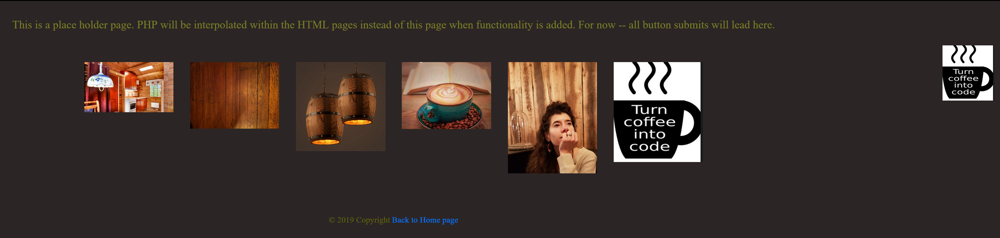 This is a place holder page. PHP will be interpolated within the HTML pages instead of this page when functionality is added. For now -- all button submits will lead here.
Turn
coffee
into
code
Turn
coffee
into
code
© 2019 Copyright Back to Home page